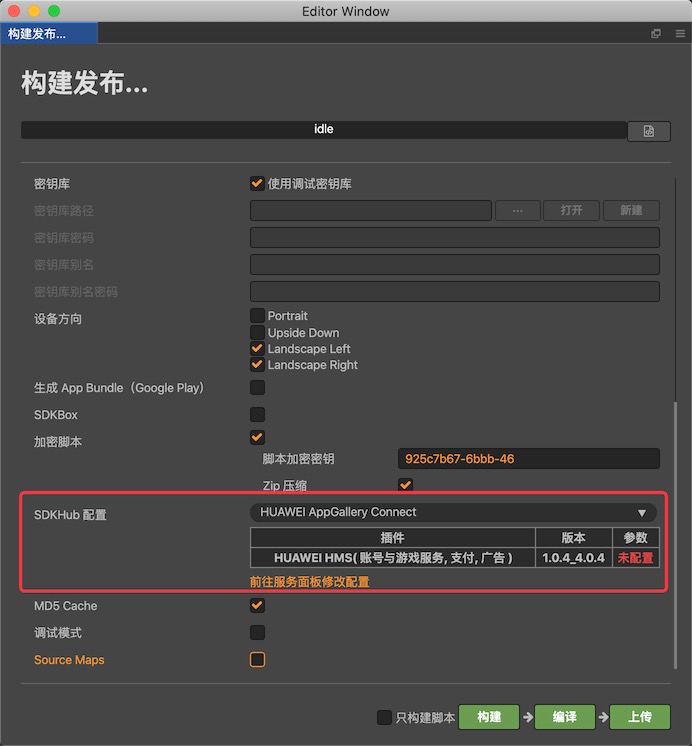 Editor Window
构建发布...
构建发布...
idle
密钥库 使用调试密钥库
密钥库路径 ... 打开 新建
密钥库密码
密钥库别名
密钥库别名密码
设备方向 Portrait
Upside Down
Landscape Left
Landscape Right
生成 App Bundle（Google Play）
SDKBox
加密脚本
脚本加密密钥 925c7b67-6bbb-46
Zip 压缩
SDKHub 配置 HUAWEI AppGallery Connect
插件 版本 参数
HUAWEI HMS( 账号与游戏服务, 支付, 广告 ) 1.0.4_4.0.4 未配置
前往服务面板修改配置
MD5 Cache
调试模式
Source Maps
只构建脚本 构建 编译 上传